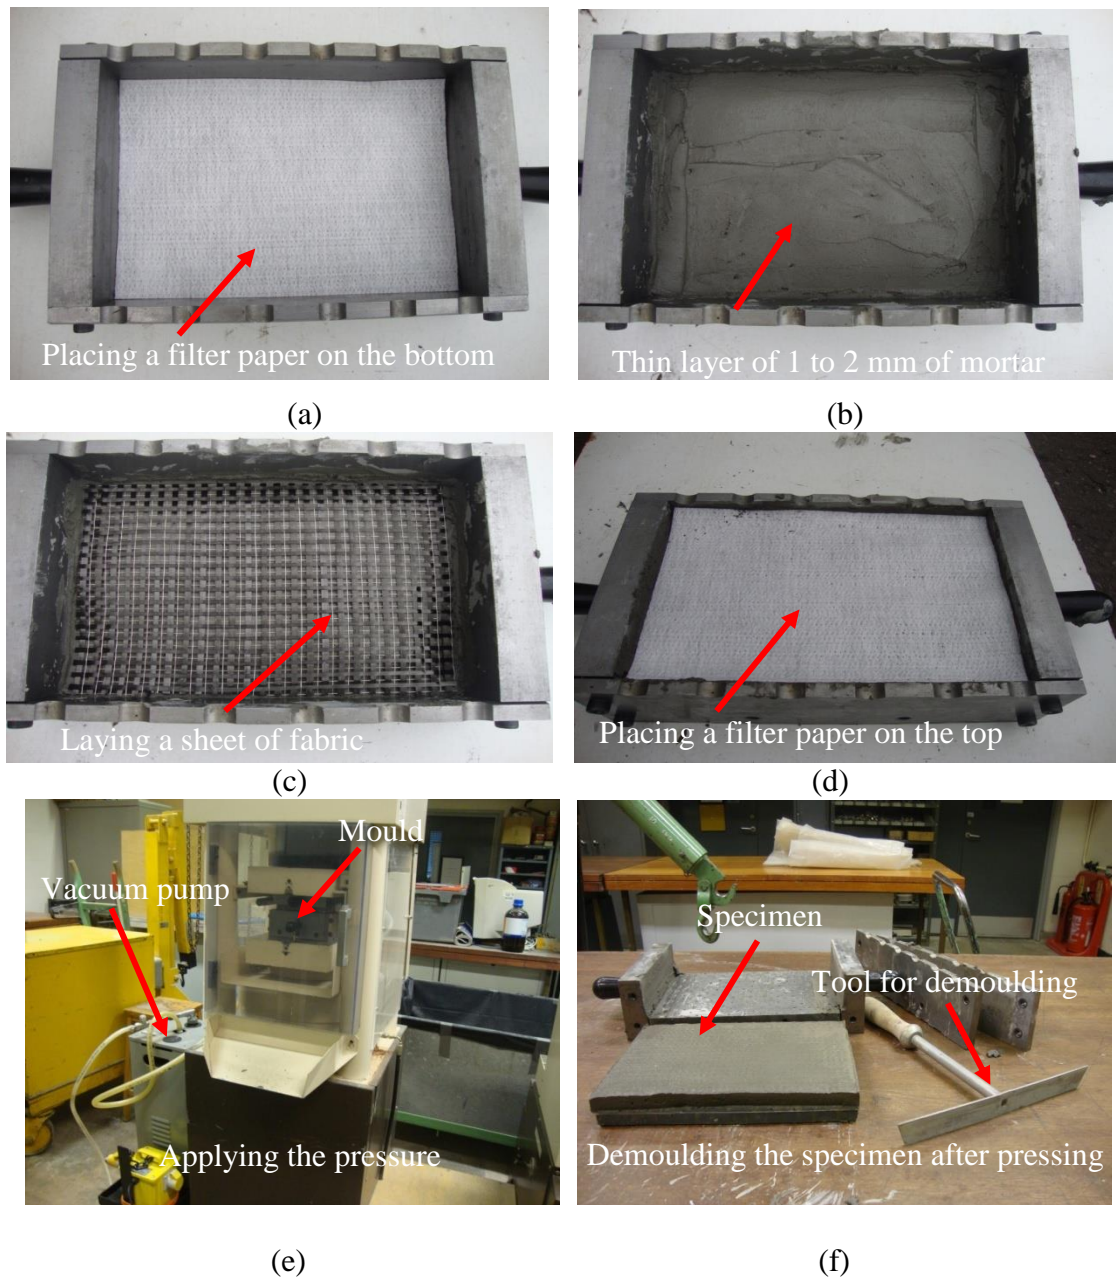 Placing a filter paper on the bottom
(a)
Thin layer of 1 to 2 mm of mortar
(b)
Laying a sheet of fabric
(c)
Placing a filter paper on the top
(d)
Mould
Vacuum pump
Applying the pressure
(e)
Specimen
Tool for demoulding
Demoulding the specimen after pressing
(f)